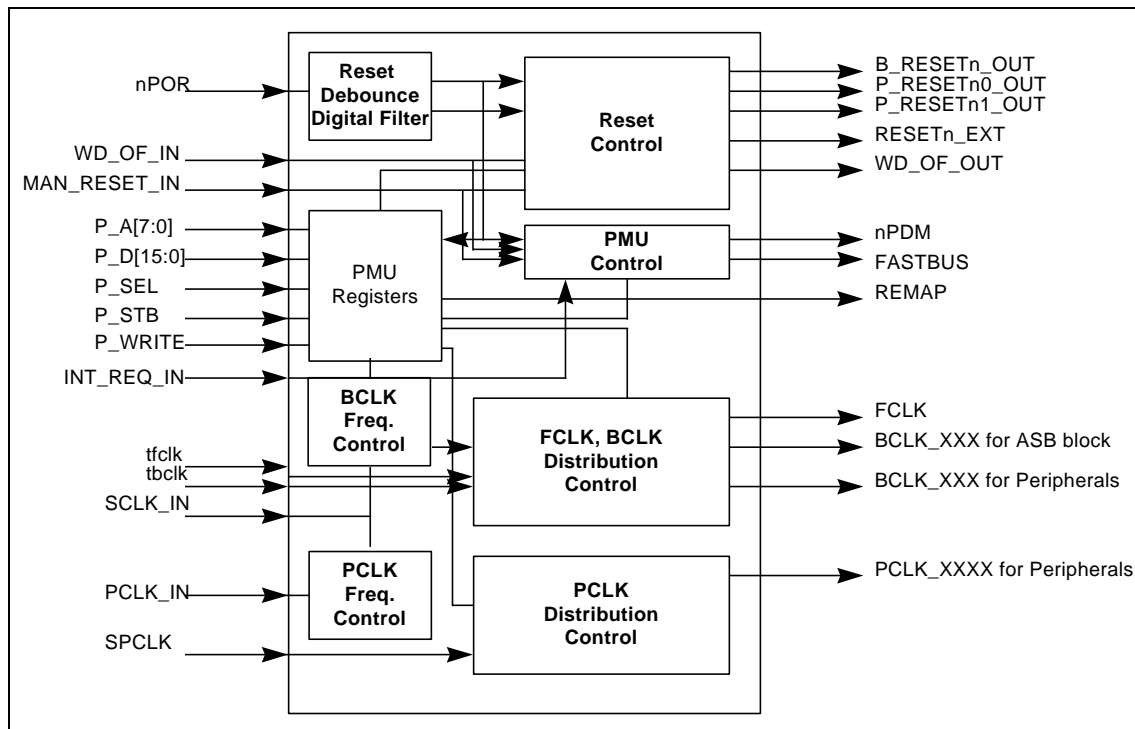 nPOR
WD_OF_IN
MAN_RESET_IN
P_A[7:0]
P_D[15:0]
P_SEL
P_STB
P_WRITE
INT_REQ_IN
tfclk
tbclk
SCLK_IN
PCLK_IN
SPCLK
Reset
Debounce
Digital Filter
PMU
Registers
BCLK
Freq.
Control
PCLK
Freq.
Control
Reset
Control
PMU
Control
FCLK, BCLK
Distribution
Control
PCLK
Distribution
Control
B_RESETn_OUT
P_RESETn0_OUT
P_RESETn1_OUT
RESETn_EXT
WD_OF_OUT
nPDM
FASTBUS
REMAP
FCLK
BCLK_XXX for ASB block
BCLK_XXX for Peripherals
PCLK_XXXX for Peripherals